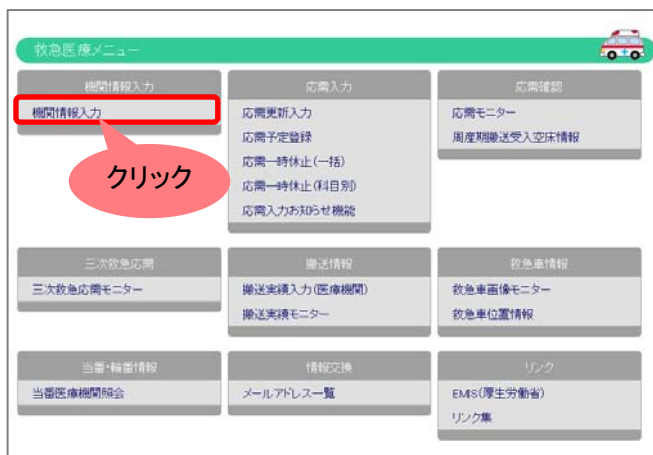 救急医療メニュー
機関情報入力
機関情報入力
クリック
応需入力
応需更新入力
応需予定登録
応需一時休止(一括)
応需一時休止(科目別)
応需入力お知らせ機能
応需確認
応需モニター
周産期搬送受入空床情報
三次救急応需
三次救急応需モニター
搬送情報
搬送実績入力(医療機関)
搬送実績モニター
救急車情報
救急車画像モニター
救急車位置情報
当番・輪番情報
当番医療機関照会
情報交換
メールアドレス一覧
リンク
EMIS(厚生労働省)
リンク集